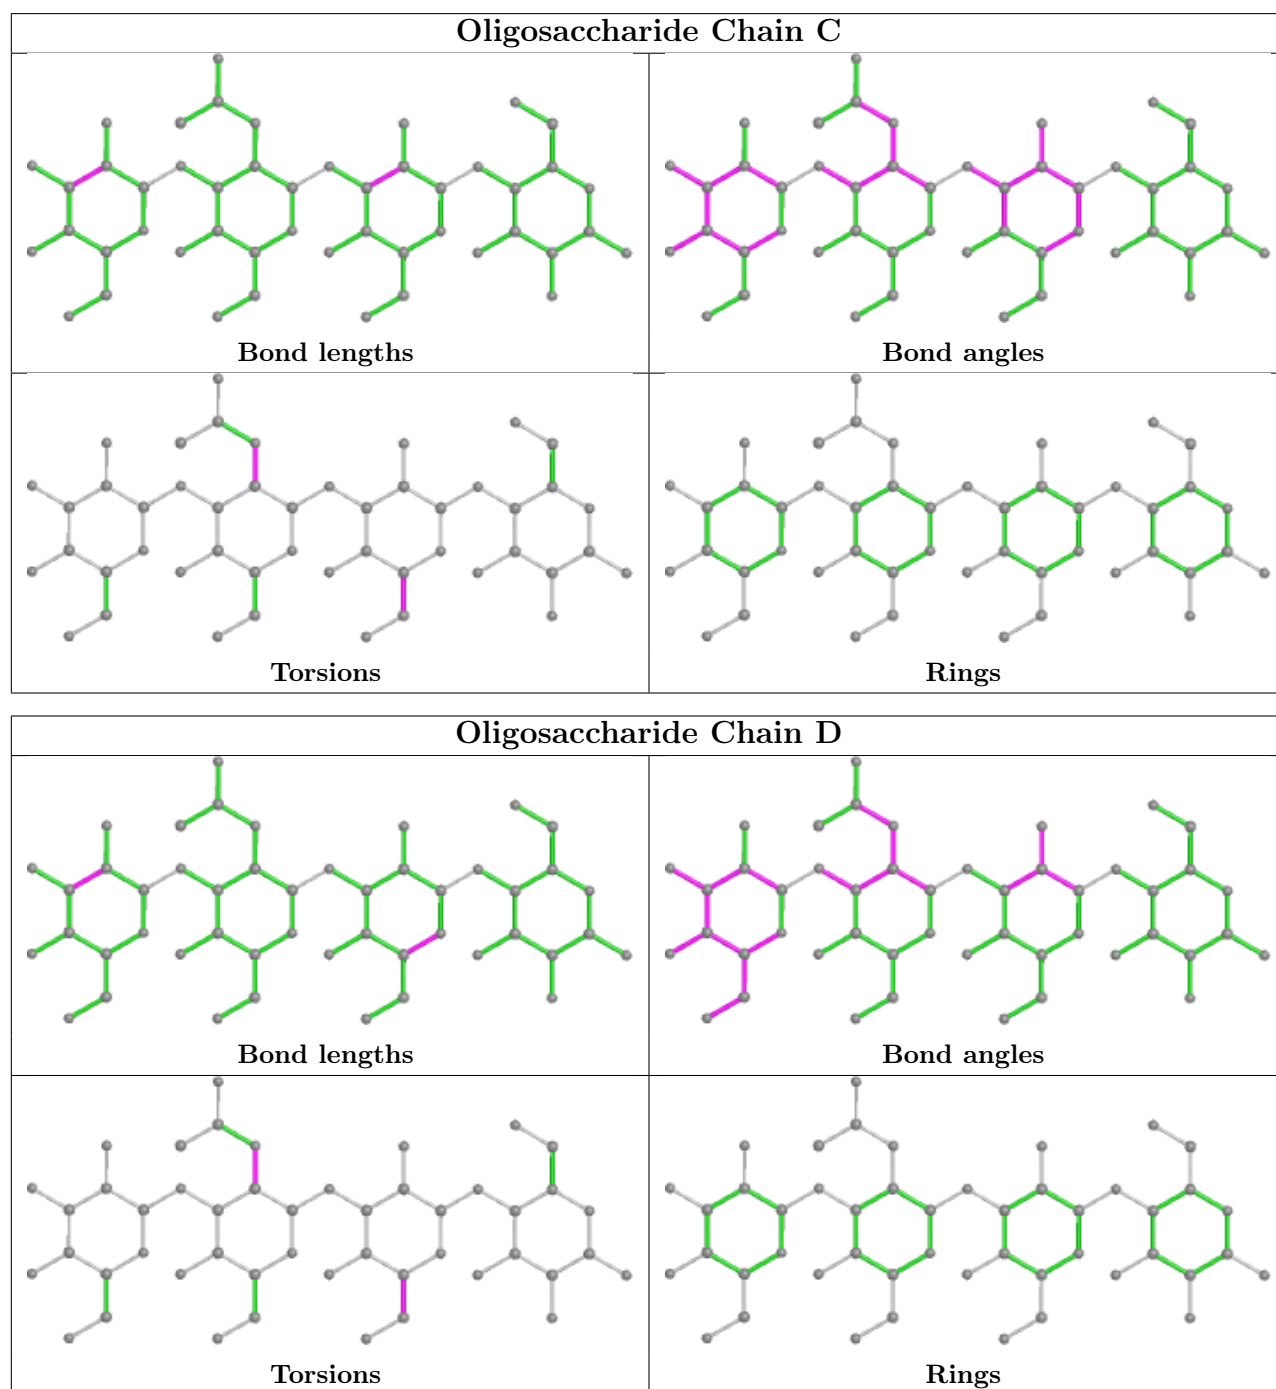 Oligosaccharide Chain C
Bond lengths
Bond angles
Torsions
Rings
Oligosaccharide Chain D
Bond lengths
Bond angles
Torsions
Rings